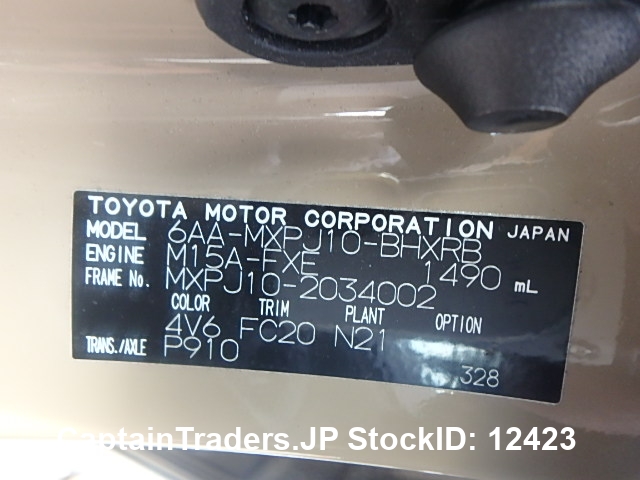 TOYOTA MOTOR CORPORATION JAPAN
MODEL 6AA-MXPJ10-BHXRB
ENGINE M15A-FXE 1490 mL
FRAME No. MXPJ10-2034002
COLOR TRIM PLANT OPTION
4V6 FC20 N21
TRANS./AXLE P910
328
CaptainTraders.JP StockID: 12423